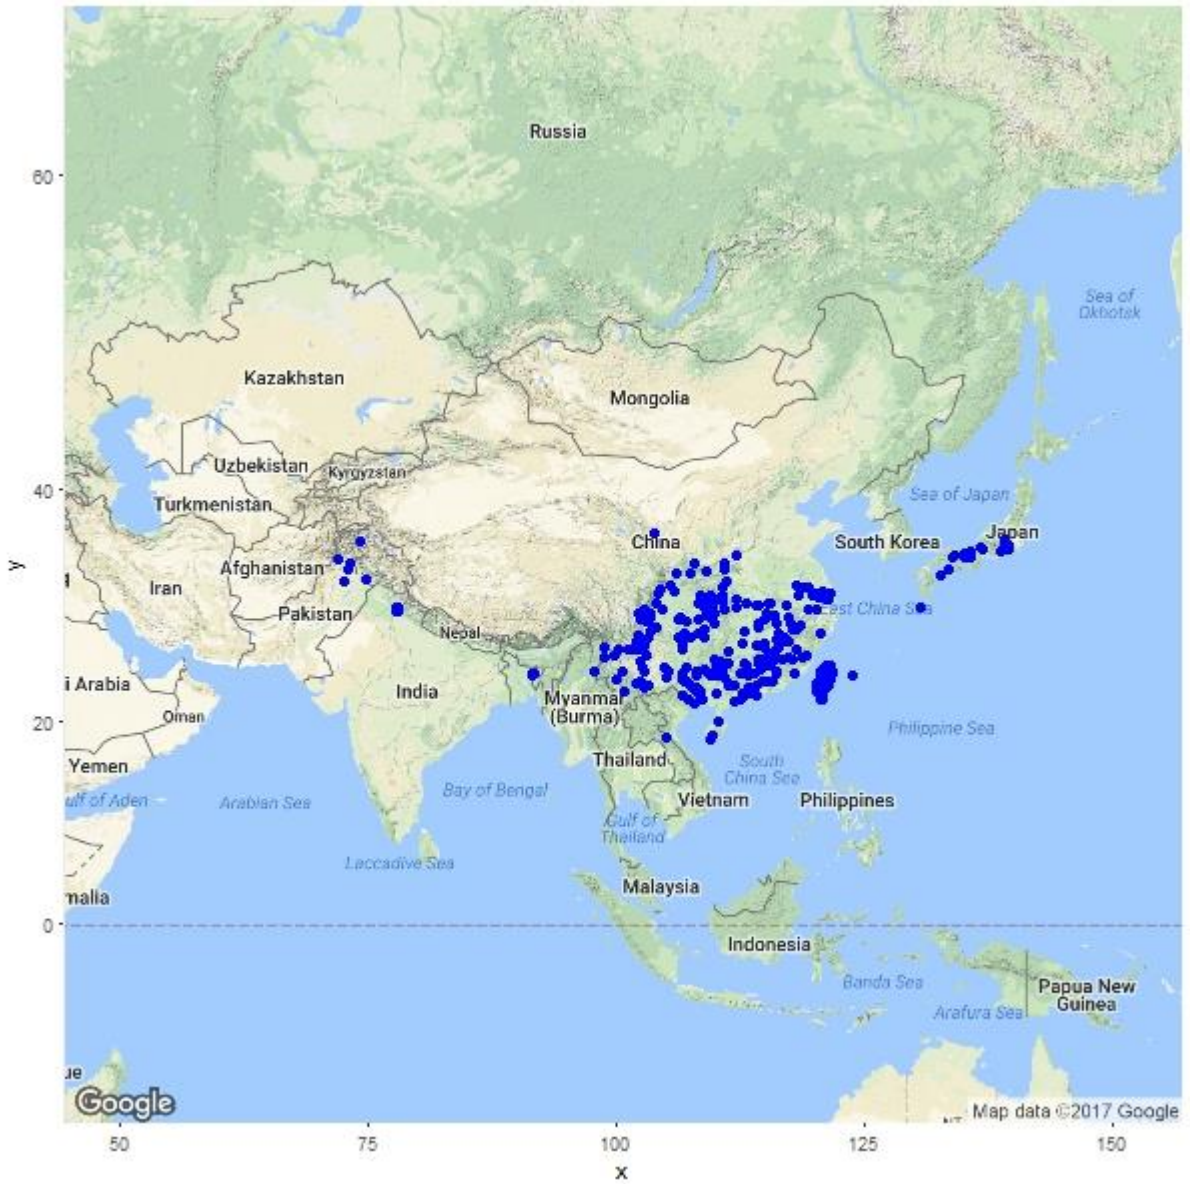 Russia
60
Sea of
Okhotsk
Kazakhstan
Mongolia
Uzbekistan
Kyrgyzstan
40
Sea of Japan
Turkmenistan
China
South Korea
Japan
y
Afghanistan
Iran
Pakistan
East China Sea
Nepal
i Arabia
India
Myanmar
(Burma)
Oman
20
Philippine Sea
Yemen
Thailand
South
China Sea
ulf of Aden
Arabian Sea
Bay of Bengal
Vietnam
Philippines
Gulf of
Thailand
Laccadive Sea
Malaysia
malia
0
Indonesia
Banda Sea
Papua New
Guinea
Arafura Sea
ue
Google
Map data ©2017 Google
50
75
100
125
150
x